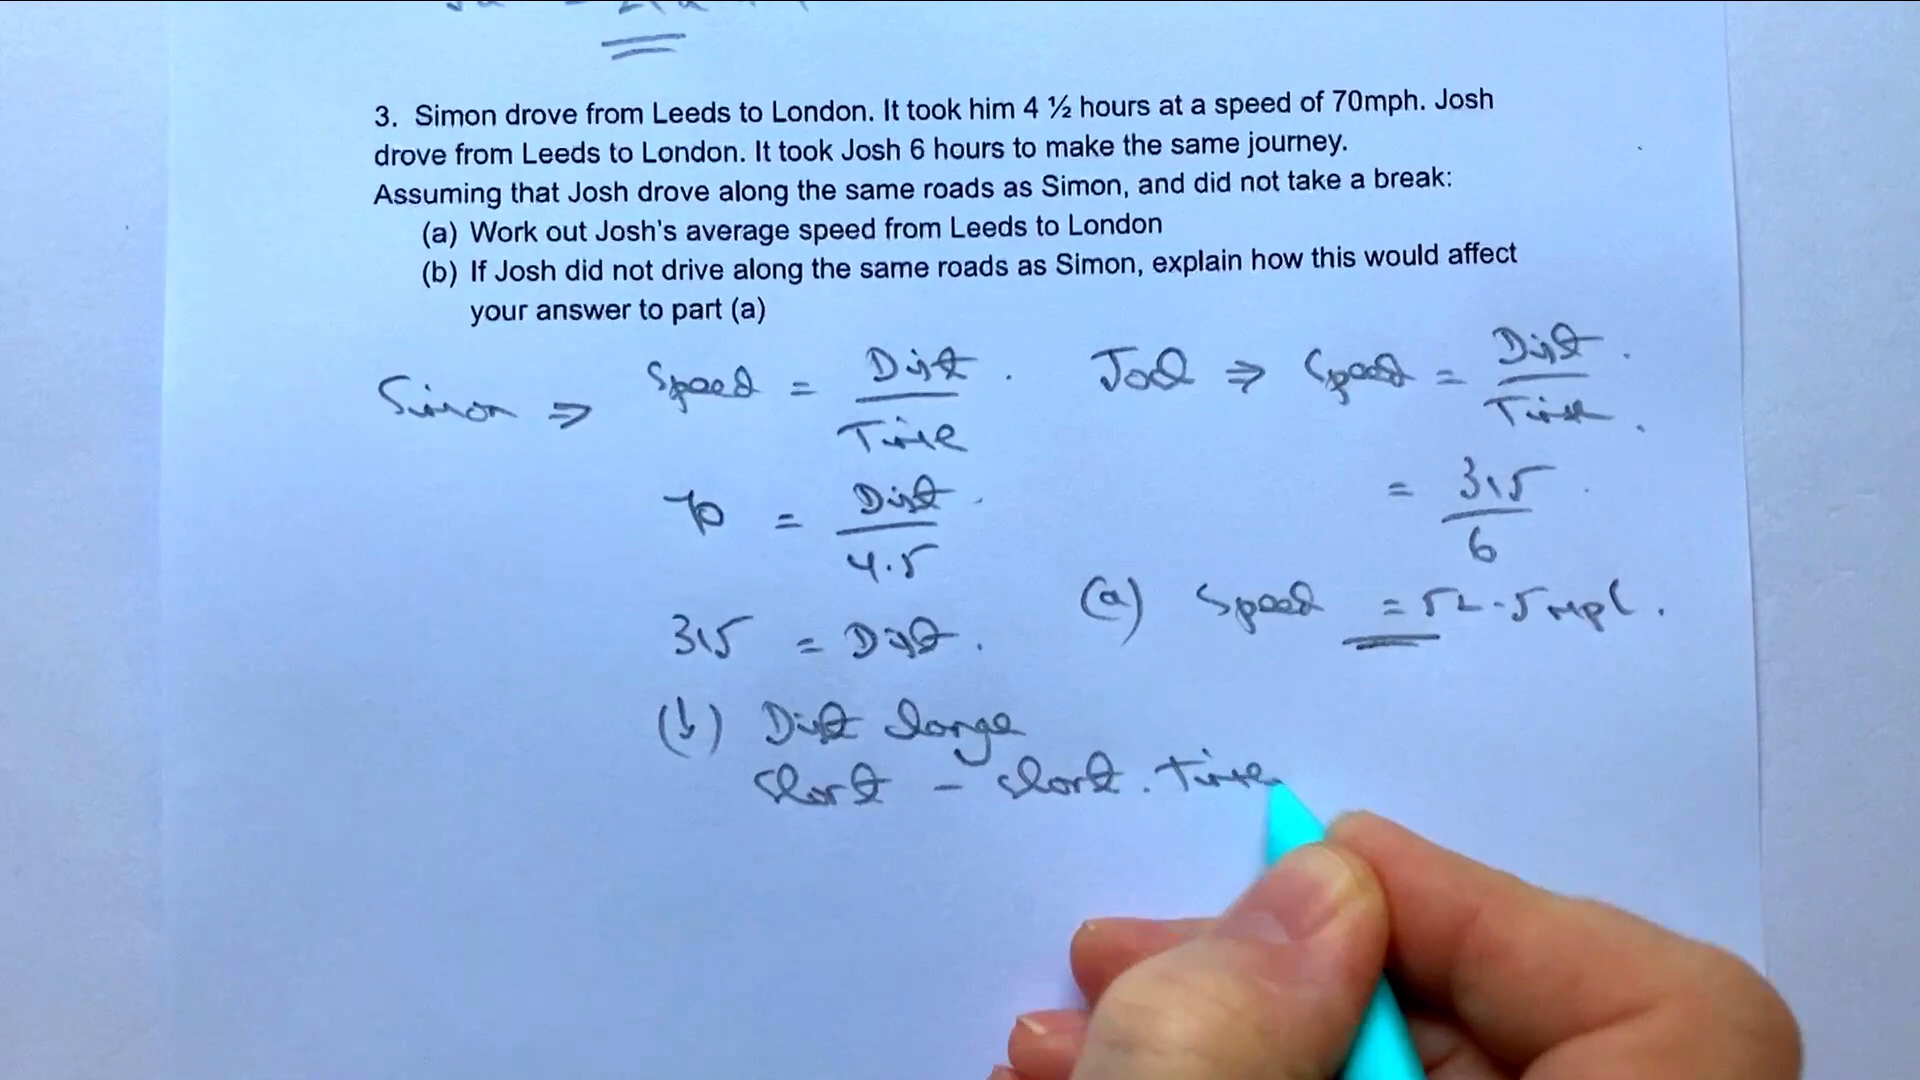 3. Simon drove from Leeds to London. It took him 4 ½ hours at a speed of 70mph. Josh
drove from Leeds to London. It took Josh 6 hours to make the same journey.
Assuming that Josh drove along the same roads as Simon, and did not take a break:
(a) Work out Josh's average speed from Leeds to London
(b) If Josh did not drive along the same roads as Simon, explain how this would affect
your answer to part (a)
Simon ⇒ Speed = Dist
Time
70 = Dist
4.5
315 = Dist.
Josh ⇒ Speed = Dist.
Time
= 315
6
(a) Speed = 52.5mph.
(b) Dist
short - short. Time